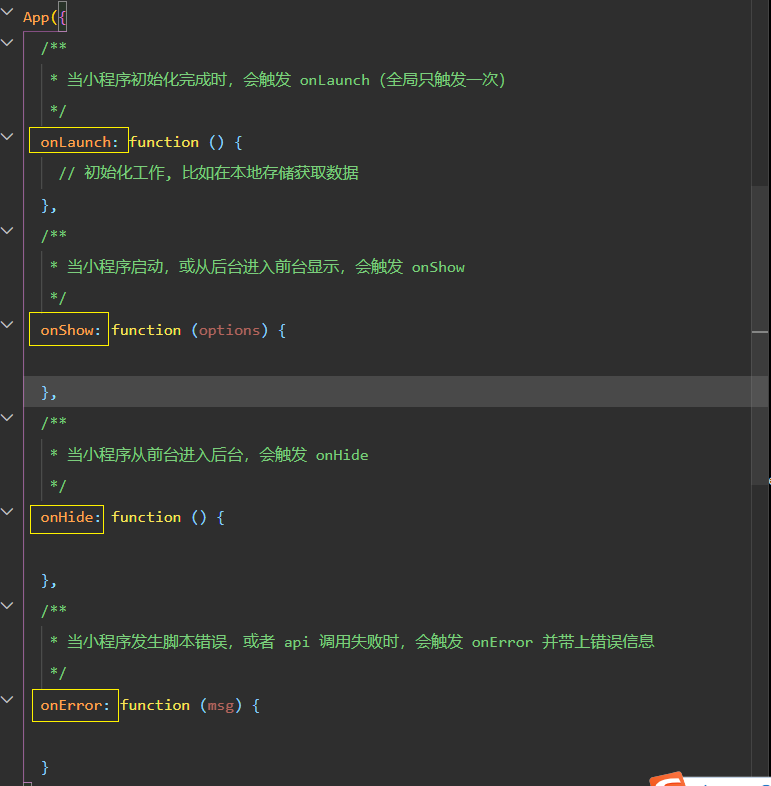 App({
/**
* 当小程序初始化完成时，会触发 onLaunch（全局只触发一次）
*/
onLaunch: function () {
// 初始化工作, 比如在本地存储获取数据
},
/**
* 当小程序启动，或从后台进入前台显示，会触发 onShow
*/
onShow: function (options) {
},
/**
* 当小程序从前台进入后台，会触发 onHide
*/
onHide: function () {
},
/**
* 当小程序发生脚本错误，或者 api 调用失败时，会触发 onError 并带上错误信息
*/
onError: function (msg) {
}